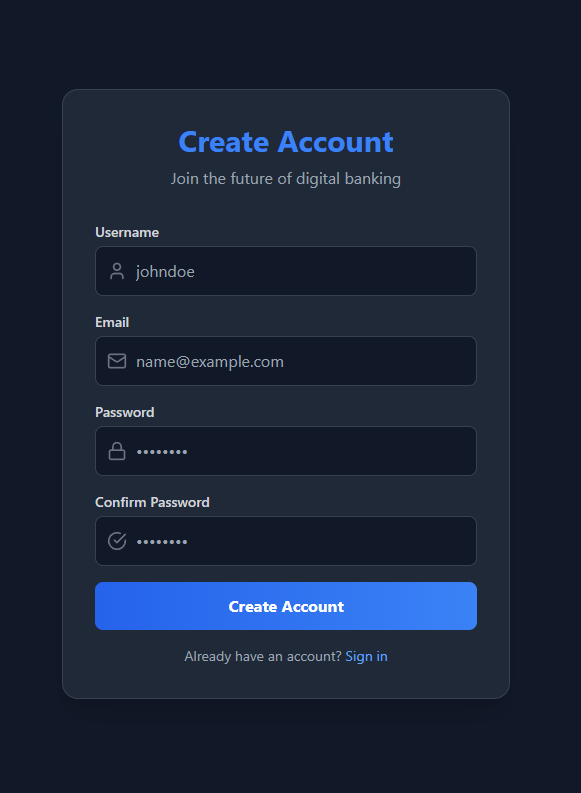 Create Account
Join the future of digital banking
Username
johndoe
Email
name@example.com
Password
••••••••
Confirm Password
••••••••
Create Account
Already have an account? Sign in